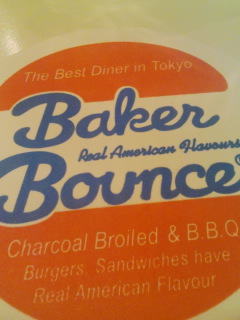 The Best Diner in Tokyo
Baker
Real American Flavours
Bounce
Charcoal Broiled & B.B.Q
Burgers, Sandwiches have
Real American Flavour